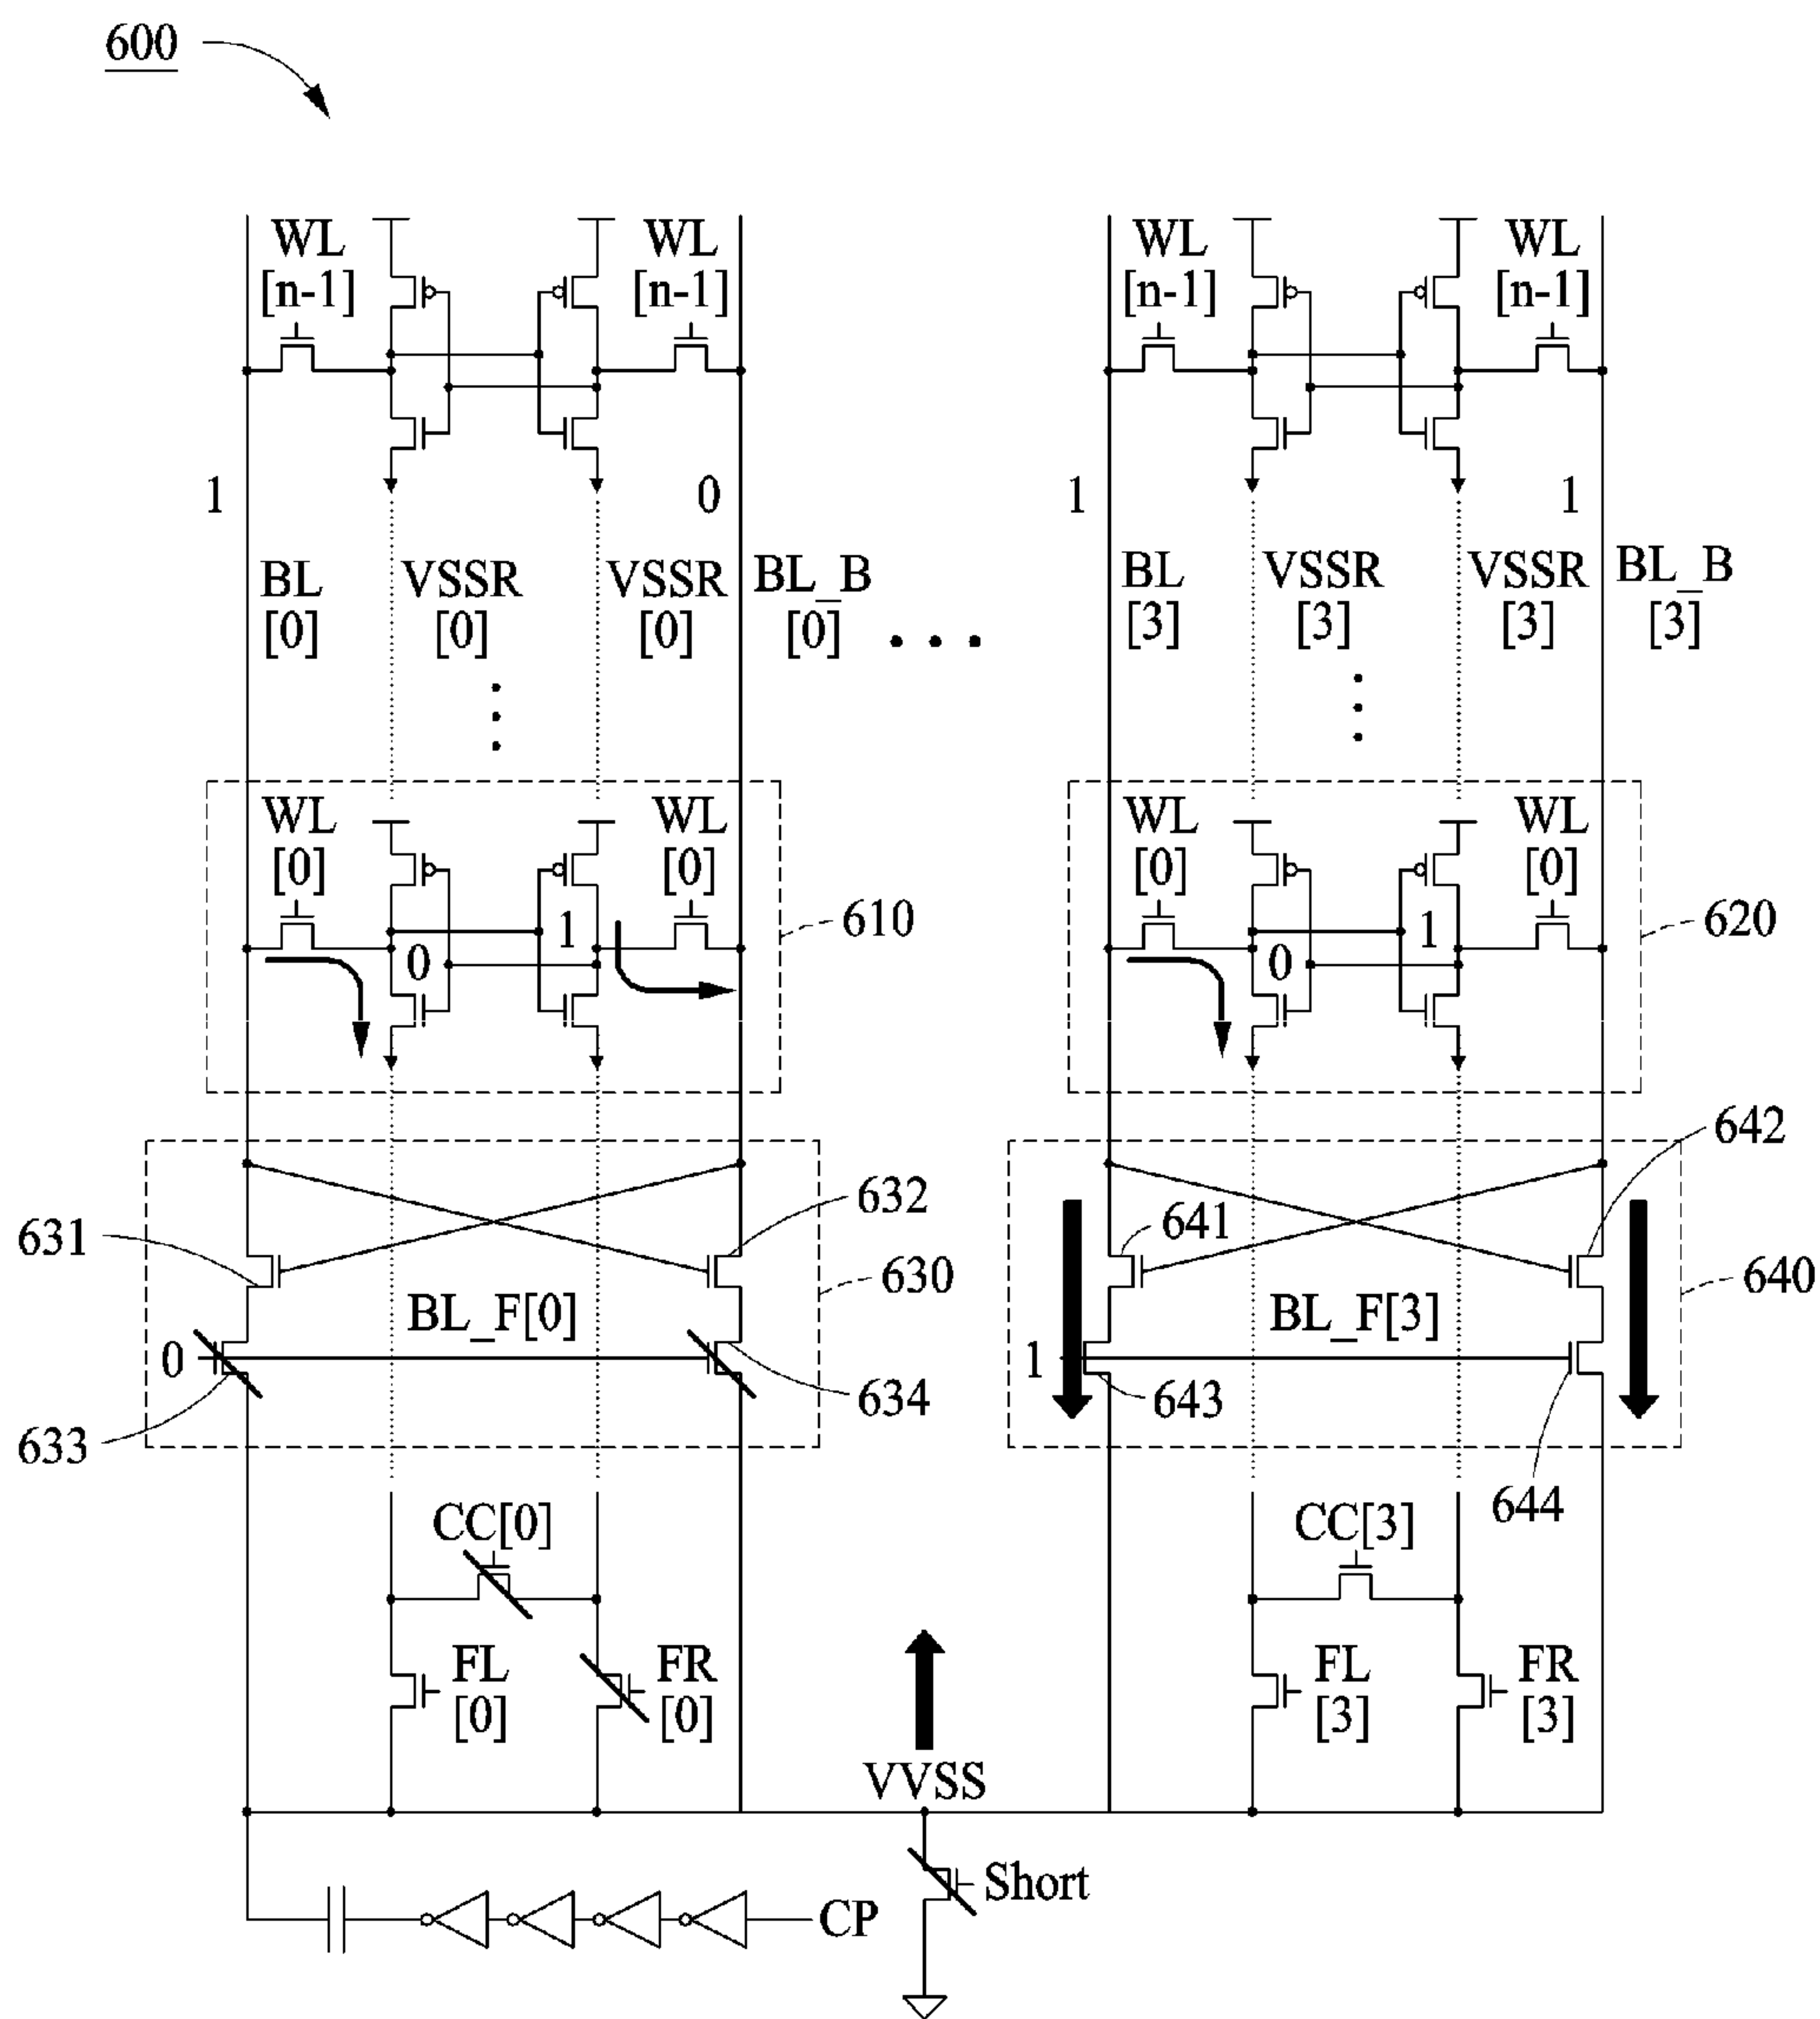 600
WL
[n-1]
WL
[n-1]
WL
[n-1]
WL
[n-1]
1
0
1
1
BL
[0]
VSSR
[0]
VSSR
[0]
BL_B
[0]
BL
[3]
VSSR
[3]
VSSR
[3]
BL_B
[3]
WL
[0]
WL
[0]
0
1
610
WL
[0]
WL
[0]
0
1
620
631
632
630
BL_F[0]
0
633
634
641
642
640
BL_F[3]
1
643
644
CC[0]
FL
[0]
FR
[0]
CC[3]
FL
[3]
FR
[3]
VVSS
Short
CP